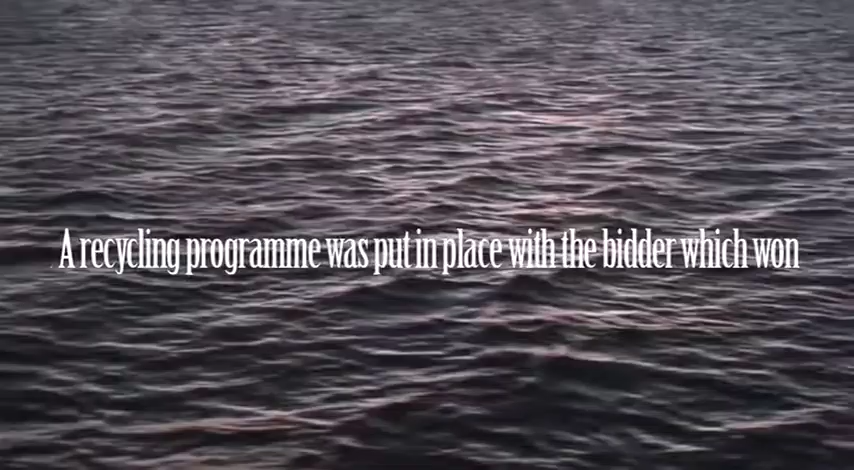 A recycling programme was put in place with the bidder which won